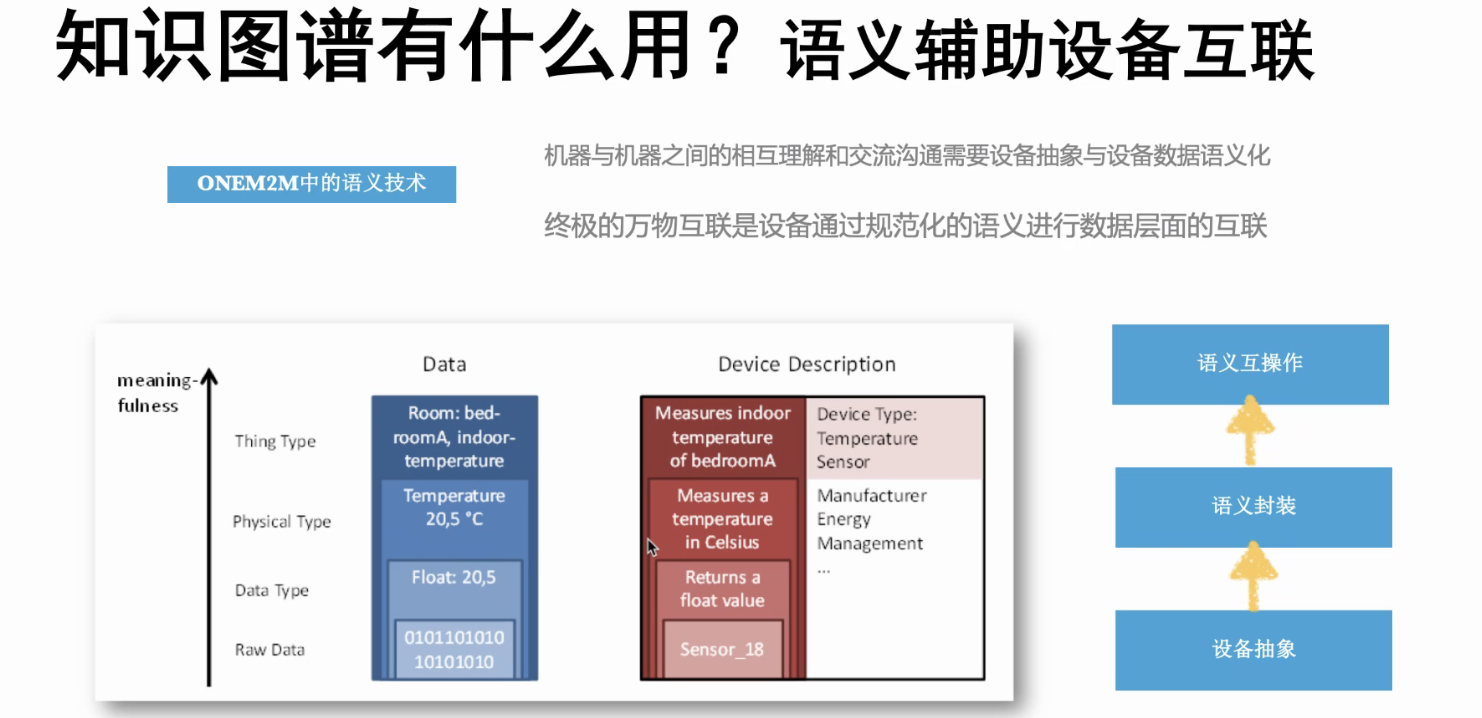 知识图谱有什么用？语义辅助设备互联
机器与机器之间的相互理解和交流沟通需要设备抽象与设备数据语义化
ONEM2M中的语义技术
终极的万物互联是设备通过规范化的语义进行数据层面的互联
meaning-
fulness
Thing Type
Physical Type
Data Type
Raw Data
Data
Room: bed-
roomA, indoor-
temperature
Temperature
20,5 °C
Float: 20,5
0101101010
10101010
Device Description
Measures indoor
temperature
of bedroomA
Measures a
temperature
in Celsius
Returns a
float value
Sensor_18
Device Type:
Temperature
Sensor
Manufacturer
Energy
Management
...
语义互操作
语义封装
设备抽象